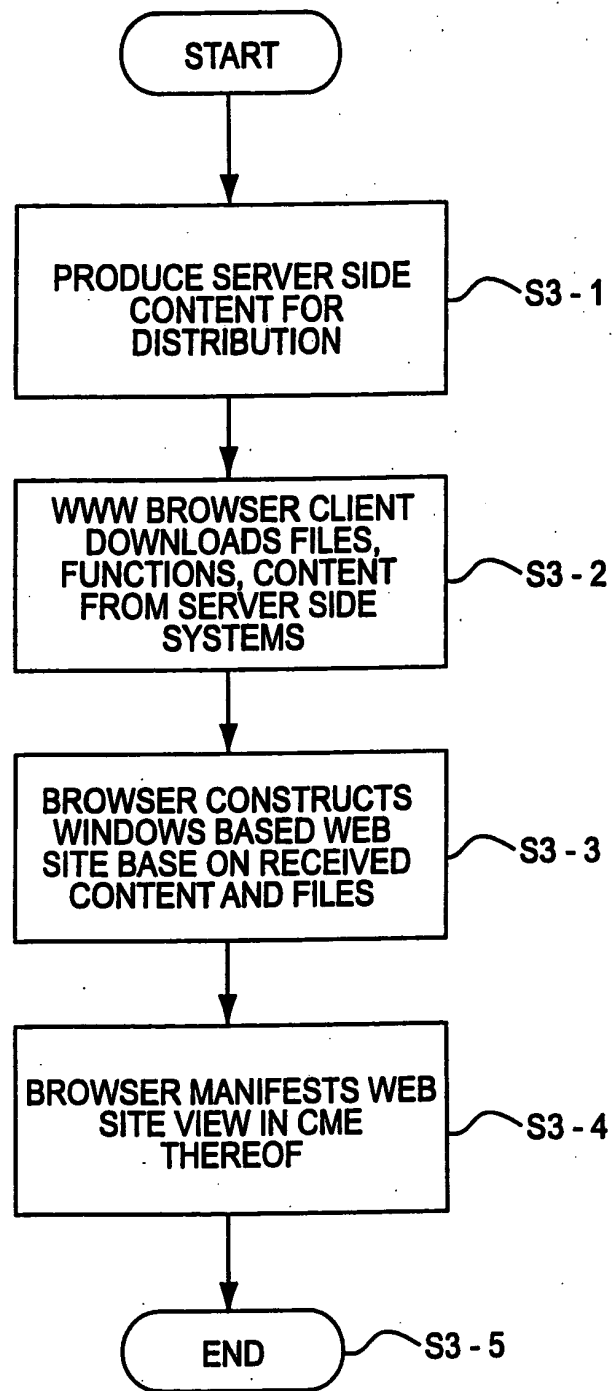 START
PRODUCE SERVER SIDE
CONTENT FOR
DISTRIBUTION
S3-1
WWW BROWSER CLIENT
DOWNLOADS FILES,
FUNCTIONS, CONTENT
FROM SERVER SIDE
SYSTEMS
S3-2
BROWSER CONSTRUCTS
WINDOWS BASED WEB
SITE BASE ON RECEIVED
CONTENT AND FILES
S3-3
BROWSER MANIFESTS WEB
SITE VIEW IN CME
THEREOF
S3-4
END
S3-5